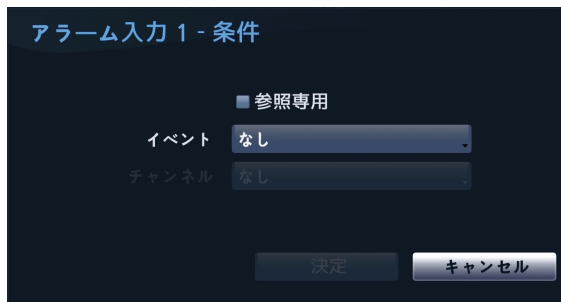 アラーム入力 1 - 条件
参照専用
イベント なし
チャンネル なし
決定 キャンセル